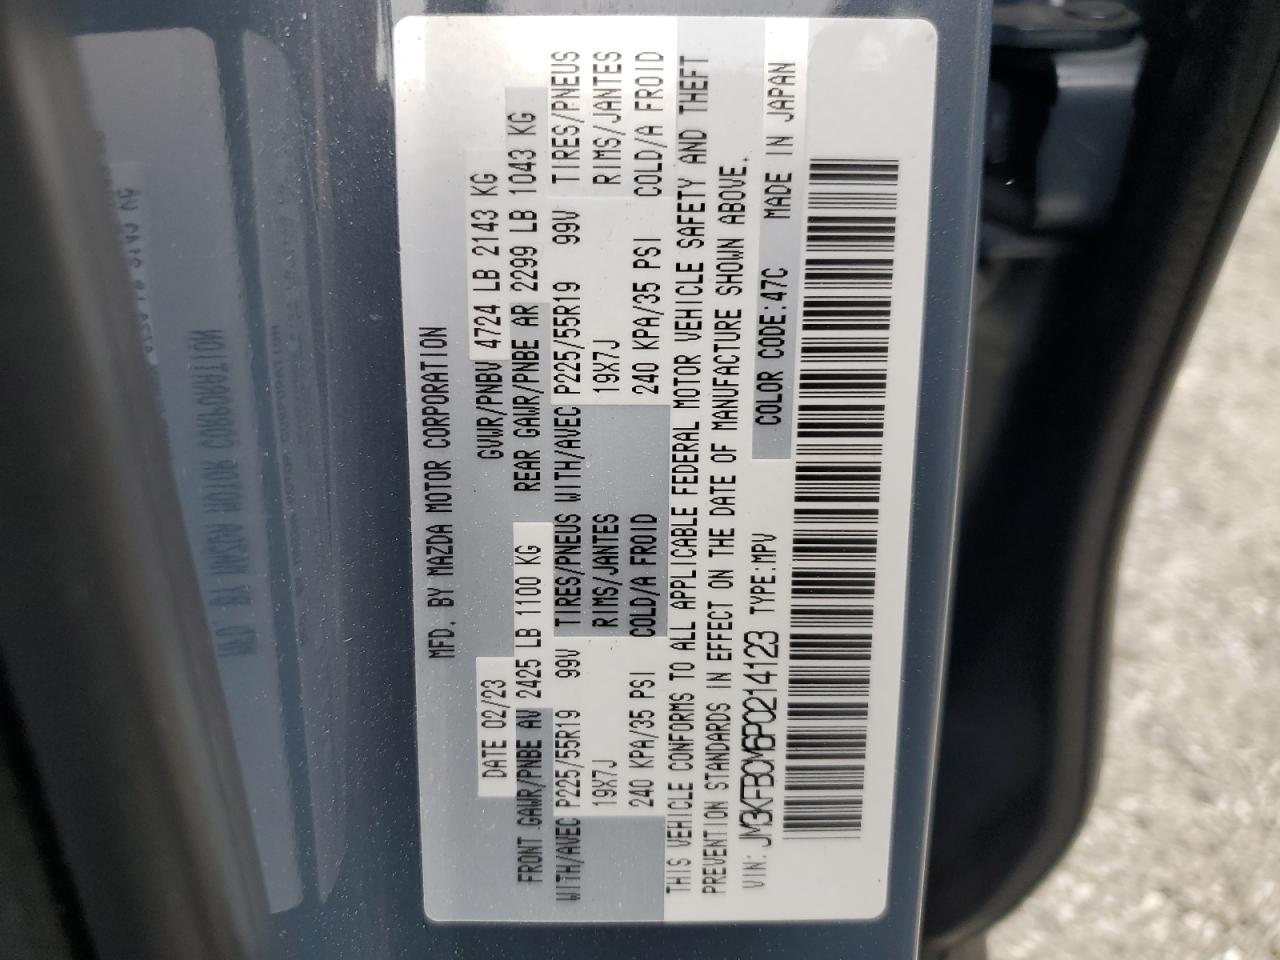 MFD. BY MAZDA MOTOR CORPORATION
DATE 02/23 GVWR/PNBV 4724 LB 2143 KG
FRONT GAWR/PNBE AV 2425 LB 1100 KG REAR GAWR/PNBE AR 2299 LB 1043 KG
WITH/AVEC P225/55R19 99V TIRES/PNEUS WITH/AVEC P225/55R19 99V TIRES/PNEUS
19X7J RIMS/JANTES 19X7J RIMS/JANTES
240 KPA/35 PSI COLD/A FROID 240 KPA/35 PSI COLD/A FROID
THIS VEHICLE CONFORMS TO ALL APPLICABLE FEDERAL MOTOR VEHICLE SAFETY AND THEFT
PREVENTION STANDARDS IN EFFECT ON THE DATE OF MANUFACTURE SHOWN ABOVE.
VIN: JM3KFBCM6P0214123 TYPE:MPV COLOR CODE:47C MADE IN JAPAN